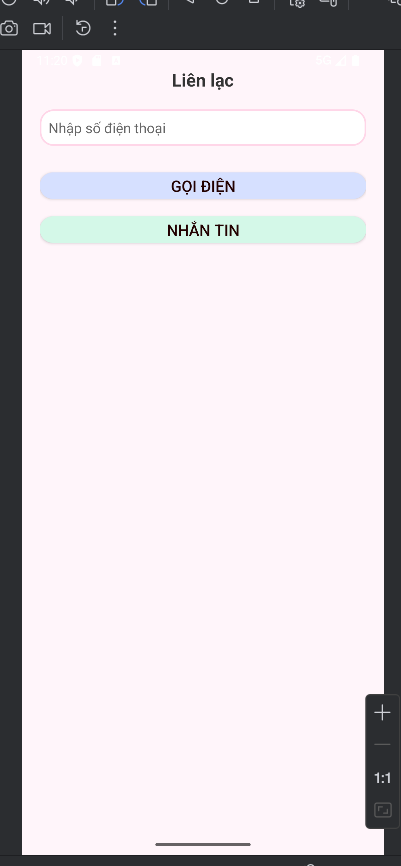 Liên lạc
Nhập số điện thoại
GỌI ĐIỆN
NHẮN TIN
1:1